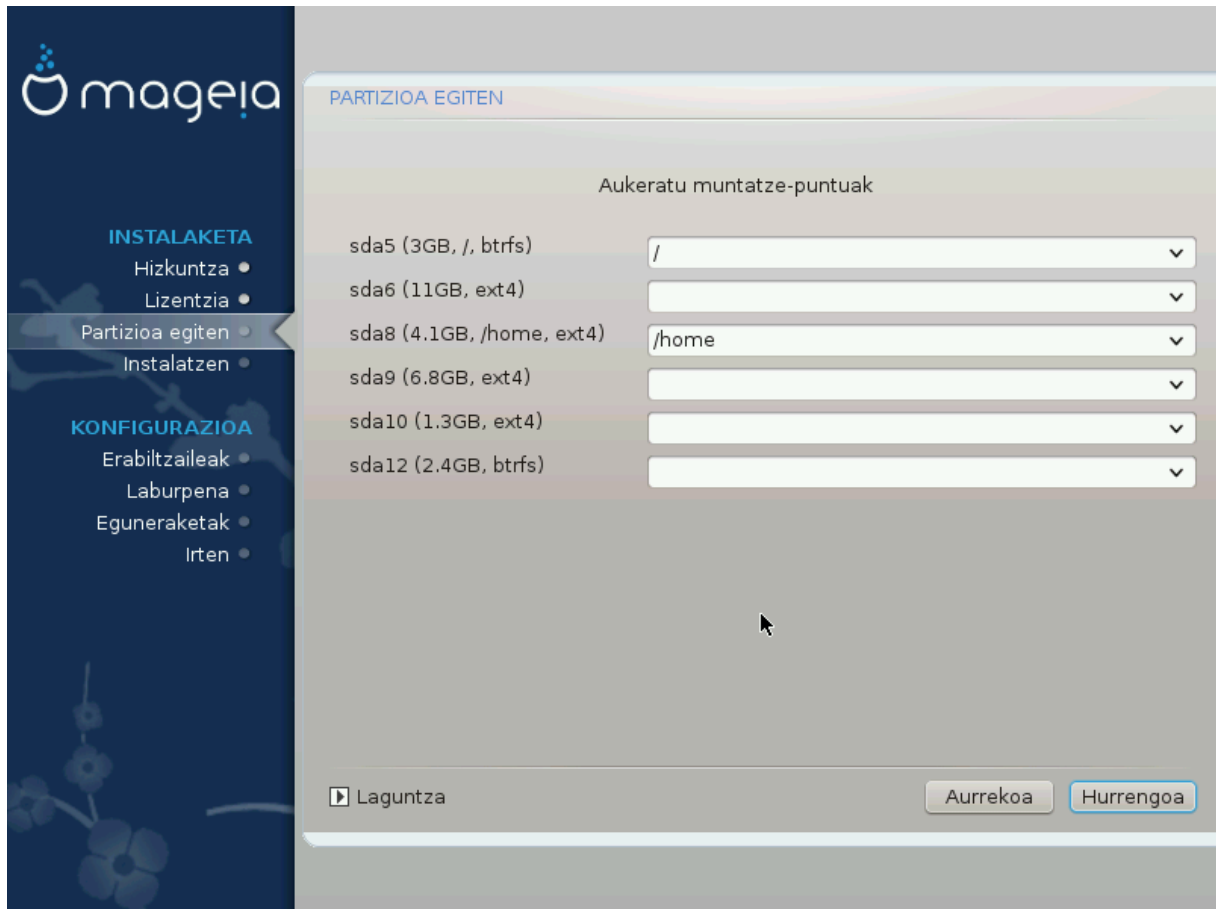 mageia
PARTIZIOA EGITEN
Aukeratu muntatze-puntuak
INSTALAKETA
Hizkuntza
Lizentzia
Partizioa egiten
Instalatzen
KONFIGURAZIOA
Erabiltzaileak
Laburpena
Eguneraketak
Irten
sda5 (3GB, /, btrfs) /
sda6 (11GB, ext4)
sda8 (4.1GB, /home, ext4) /home
sda9 (6.8GB, ext4)
sda10 (1.3GB, ext4)
sda12 (2.4GB, btrfs)
Laguntza
Aurrekoa Hurrengoa